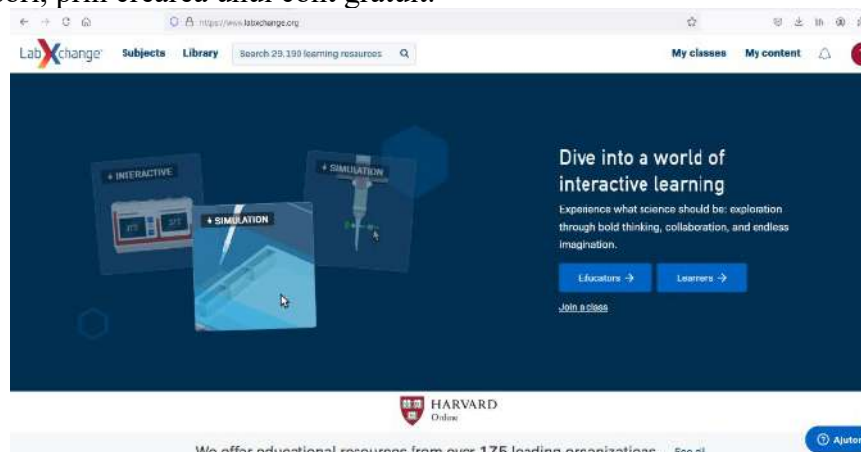 prin crearea unui cont gratuit.
https://www.labxchange.org
LabXchange Subjects Library Search 29,199 learning resources My classes My content
+ INTERACTIVE
+ SIMULATION
+ SIMULATION
Dive into a world of
interactive learning
Experience what science should be: exploration
through bold thinking, collaboration, and endless
imagination.
Educators → Learners →
Join a class
HARVARD
Online
We offer educational resources from over 175 leading organizations See all
Ajutor